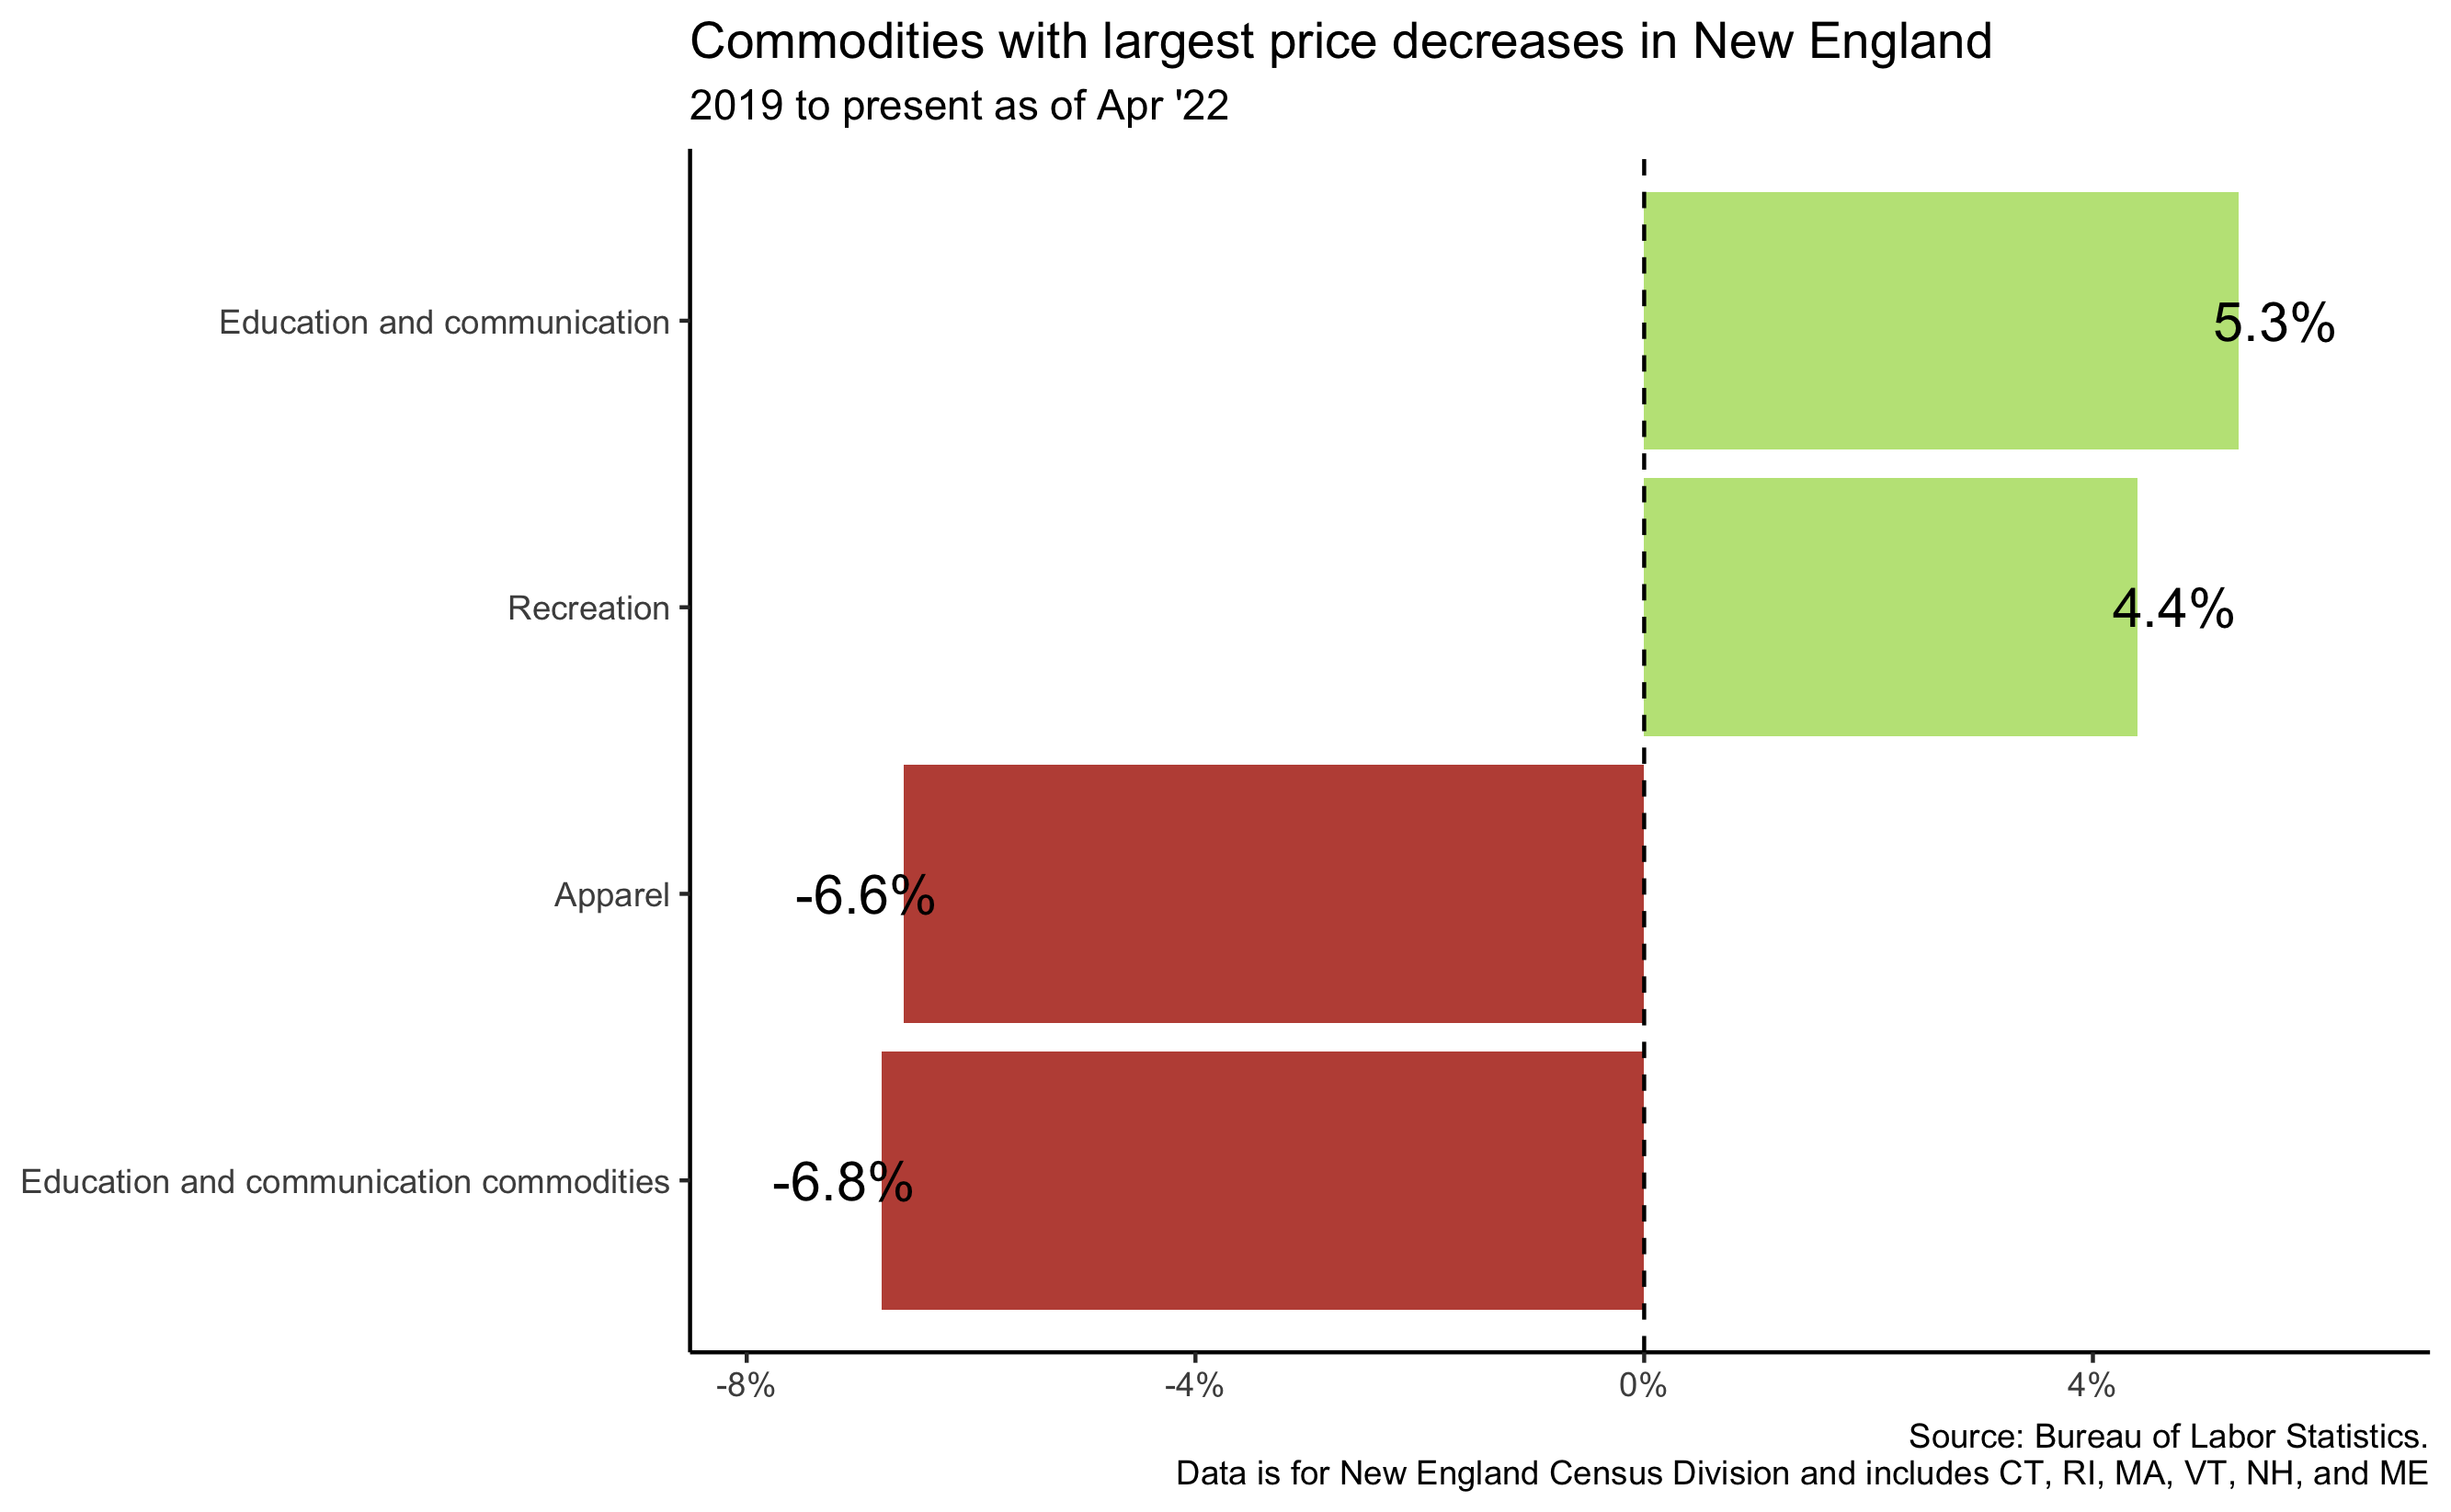 Commodities with largest price decreases in New England
2019 to present as of Apr '22
Education and communication
5.3%
Recreation
4.4%
Apparel
-6.6%
Education and communication commodities
-6.8%
-8%
-4%
0%
4%
Source: Bureau of Labor Statistics.
Data is for New England Census Division and includes CT, RI, MA, VT, NH, and ME